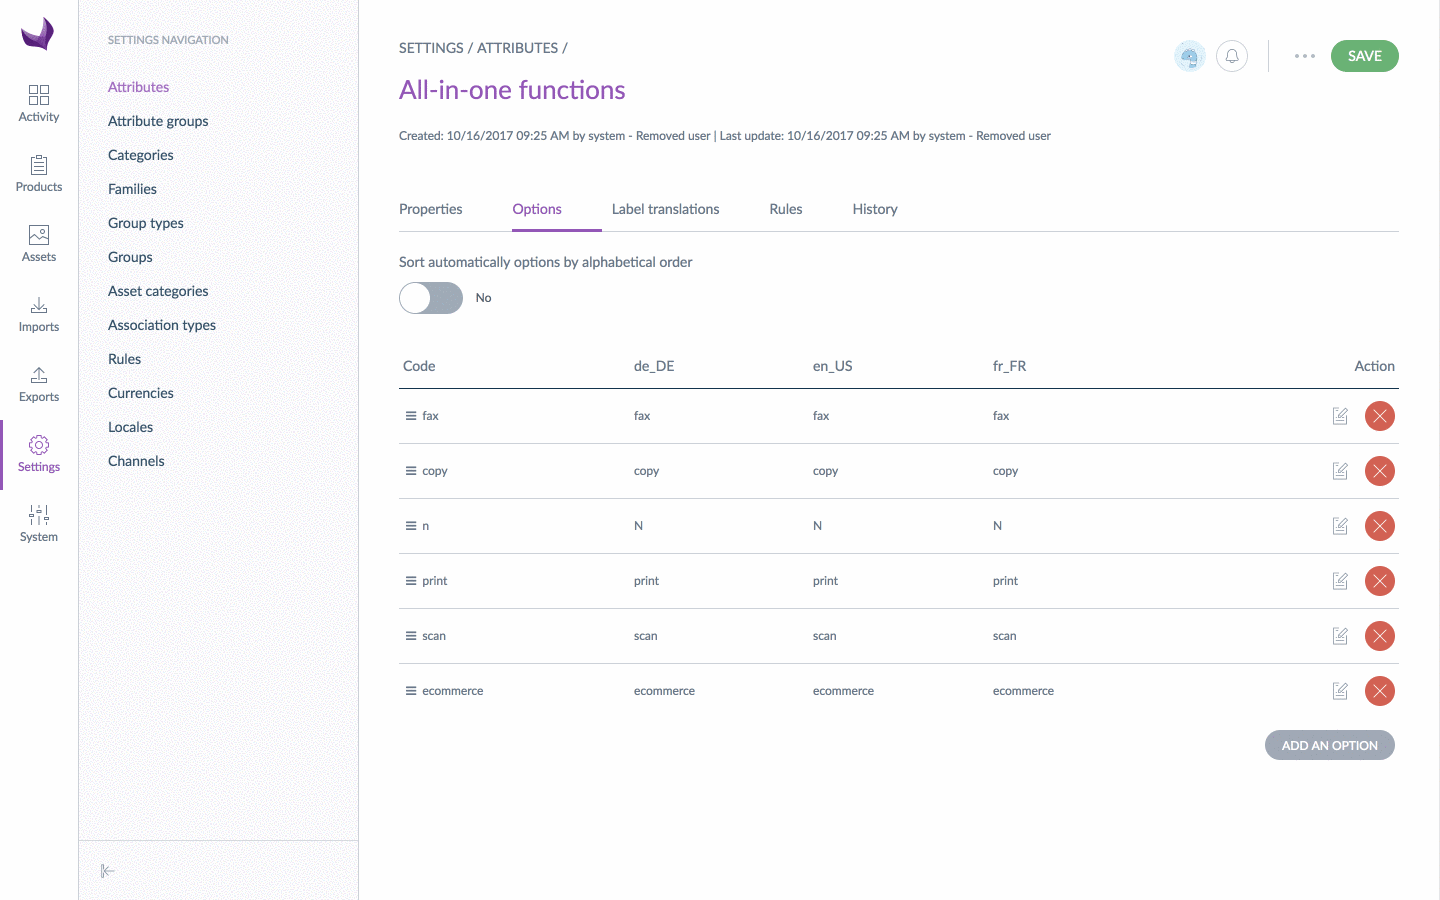 SETTINGS NAVIGATION
Activity
Products
Assets
Imports
Exports
Settings
System
Attributes
Attribute groups
Categories
Families
Group types
Groups
Asset categories
Association types
Rules
Currencies
Locales
Channels
SETTINGS / ATTRIBUTES /
SAVE
All-in-one functions
Created: 10/16/2017 09:25 AM by system - Removed user | Last update: 10/16/2017 09:25 AM by system - Removed user
Properties Options Label translations Rules History
Sort automatically options by alphabetical order
No
Code de_DE en_US fr_FR Action
fax fax fax fax
copy copy copy copy
n N N N
print print print print
scan scan scan scan
ecommerce ecommerce ecommerce ecommerce
ADD AN OPTION